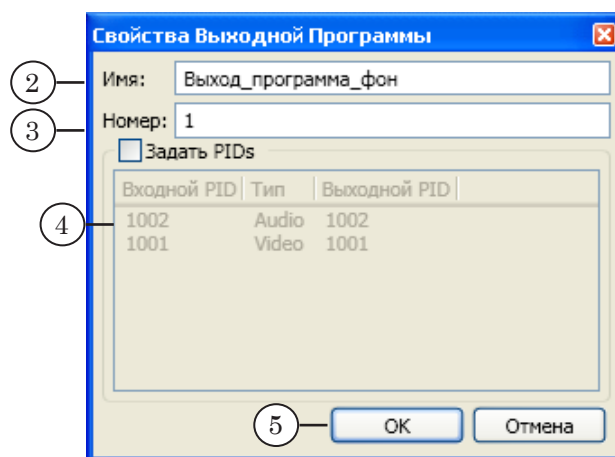 Свойства Выходной Программы
2 Имя: Выход_программа_фон
3 Номер: 1
Задать PIDs
Входной PID Тип Выходной PID
4 1002 Audio 1002
1001 Video 1001
5 OK Отмена